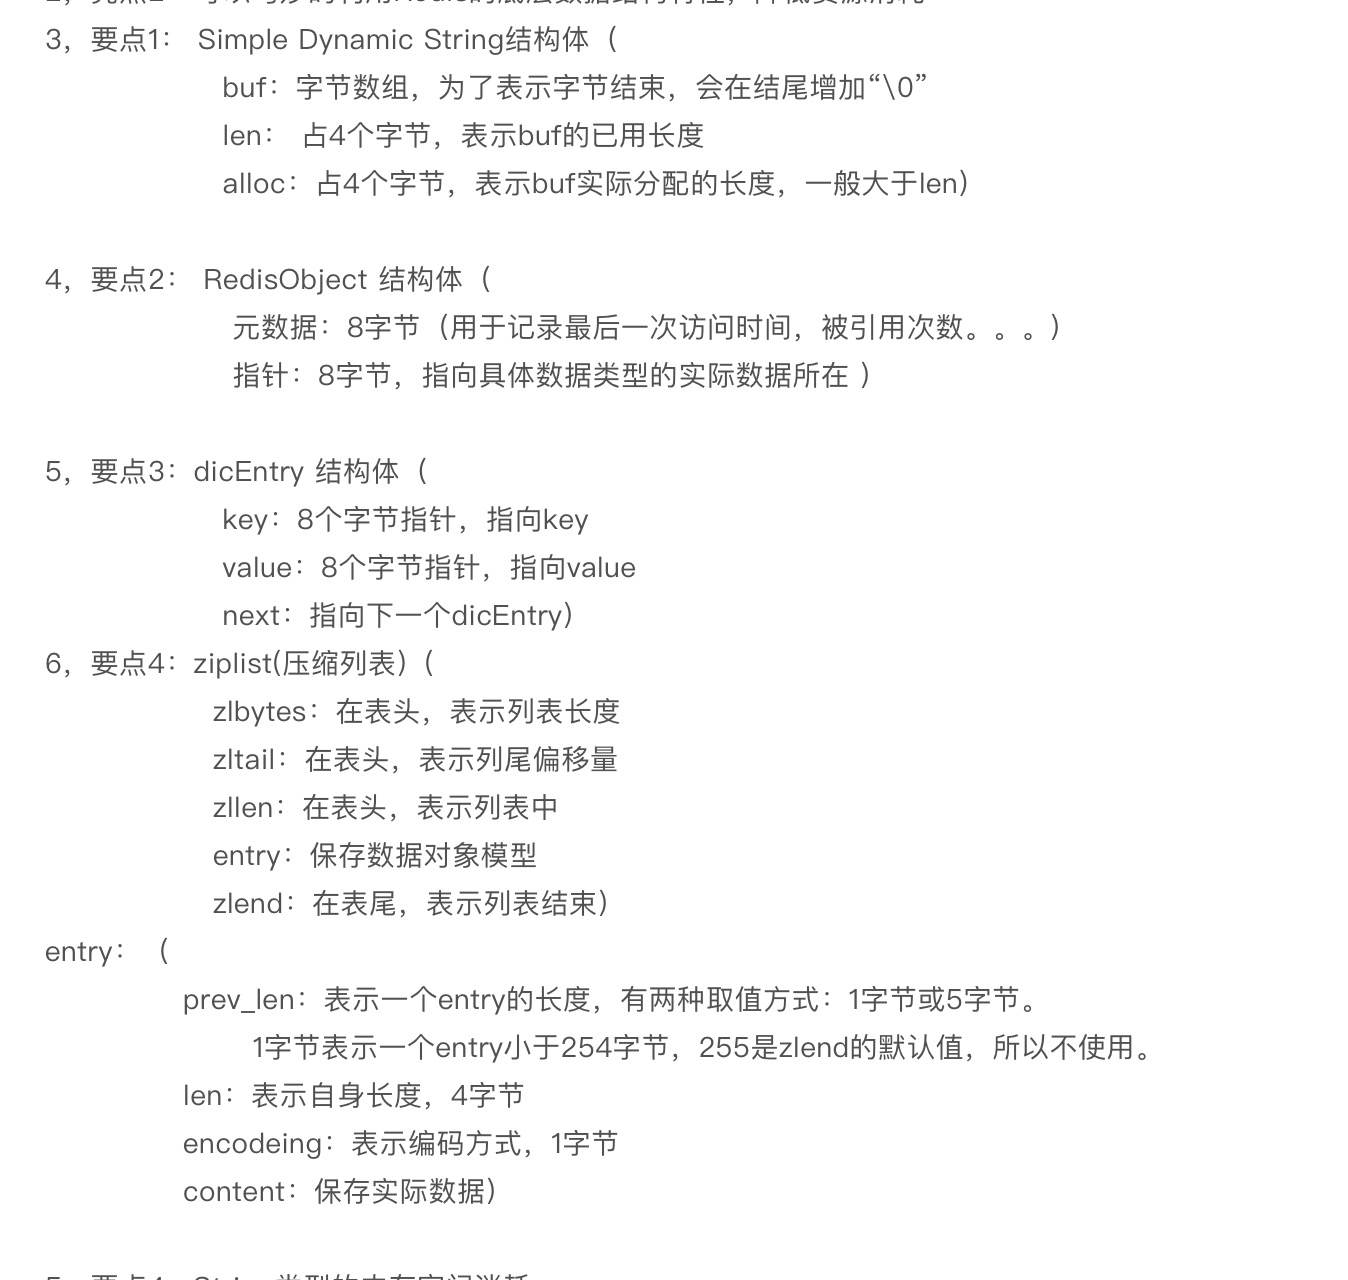 3，要点1： Simple Dynamic String结构体（
buf：字节数组，为了表示字节结束，会在结尾增加“\0”
len： 占4个字节，表示buf的已用长度
alloc：占4个字节，表示buf实际分配的长度，一般大于len）
4，要点2： RedisObject 结构体（
元数据：8字节（用于记录最后一次访问时间，被引用次数。。。）
指针：8字节，指向具体数据类型的实际数据所在 ）
5，要点3：dicEntry 结构体（
key：8个字节指针，指向key
value：8个字节指针，指向value
next：指向下一个dicEntry）
6，要点4：ziplist(压缩列表）（
zlbytes：在表头，表示列表长度
zltail：在表头，表示列尾偏移量
zllen：在表头，表示列表中
entry：保存数据对象模型
zlend：在表尾，表示列表结束）
entry： （
prev_len：表示一个entry的长度，有两种取值方式：1字节或5字节。
1字节表示一个entry小于254字节，255是zlend的默认值，所以不使用。
len：表示自身长度，4字节
encodeing：表示编码方式，1字节
content：保存实际数据）